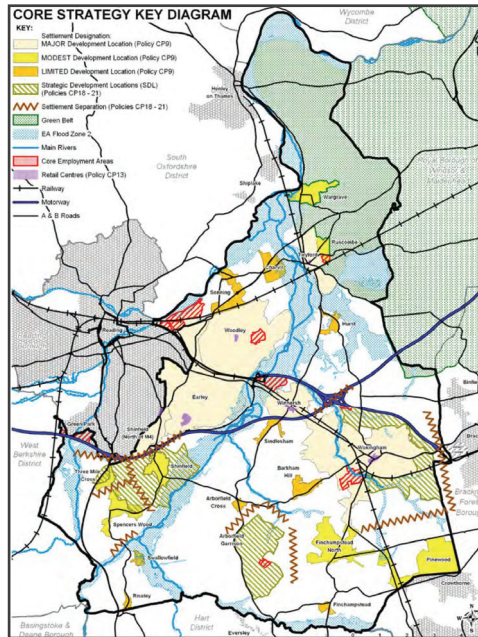 CORE STRATEGY KEY DIAGRAM
KEY:
Settlement Designation:
MAJOR Development Location (Policy CP9)
MODEST Development Location (Policy CP9)
LIMITED Development Location (Policy CP9)
Strategic Development Locations (SDL)
(Policies CP18 - 21)
Settlement Separation (Policies CP18 - 21)
Green Belt
EA Flood Zone 2
Main Rivers
Core Employment Areas
Retail Centres (Policy CP13)
Railway
Motorway
A & B Roads
Wycombe
District
Henley
on Thames
South
Oxfordshire
District
Shiplake
Wargrave
Royal Borough of
Windsor &
Twyford
Ruscombe
Charvil
Sonning
Hurst
Reading
Woodley
Earley
Winnersh
Green Park
Shinfield
(North of M4)
West
Berkshire
District
Three Mile
Cross
Shinfield
Sindlesham
Wokingham
Barkham
Hill
Spencers Wood
Arborfield
Cross
Arborfield
Garrison
Finchampstead
North
Pinewood
Crowthorne
Swallowfield
Riseley
Finchampstead
Eversley
Hart
District
Basingstoke &
Deane Borough